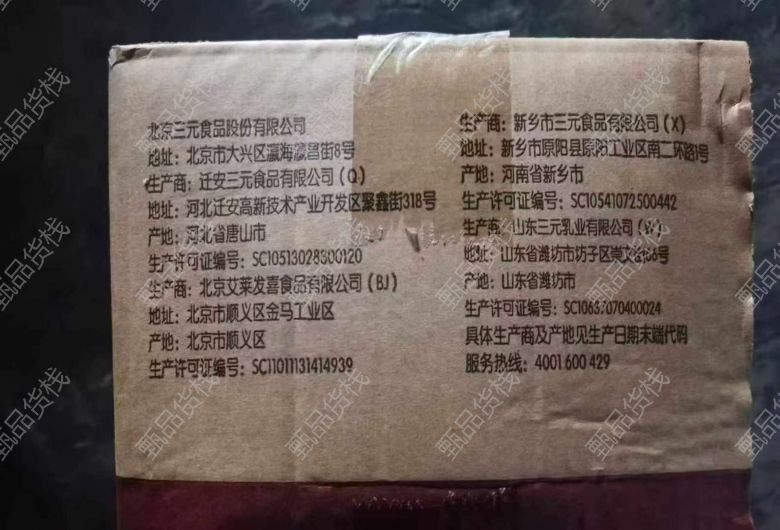 北京三元食品股份有限公司
地址：北京市大兴区瀛海瀛昌街8号
生产商：迁安三元食品有限公司（Q）
地址：河北迁安高新技术产业开发区聚鑫街318号
产地：河北省唐山市
生产许可证编号：SC10513028300120
生产商：北京艾莱发喜食品有限公司（BJ）
地址：北京市顺义区金马工业区
产地：北京市顺义区
生产许可证编号：SC11011131414939
生产商：新乡市三元食品有限公司（X）
地址：新乡市原阳县原阳工业区南二环路1号
产地：河南省新乡市
生产许可证编号：SC10541072500442
生产商：山东三元乳业有限公司（W）
地址：山东省潍坊市坊子区崇文街66号
产地：山东省潍坊市
生产许可证编号：SC10637070400024
具体生产商及产地见生产日期末端代码
服务热线：4001 600 429
甄品货栈